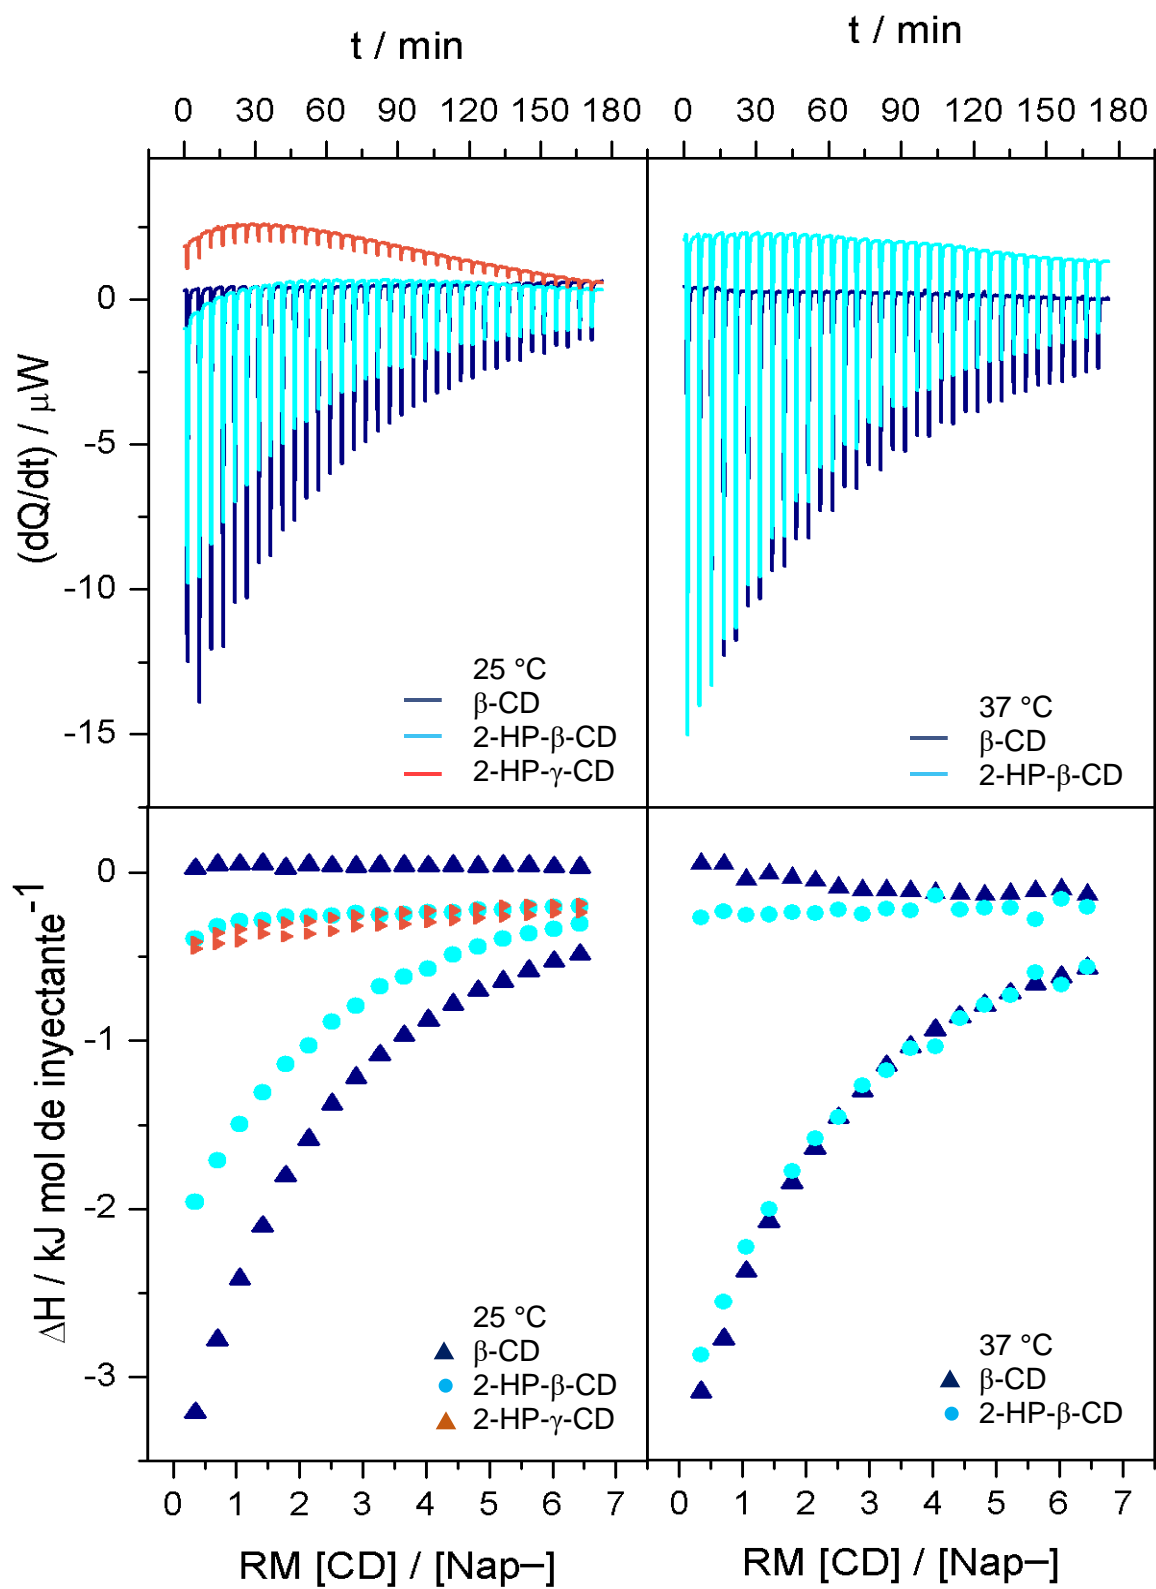 t / min
t / min
0 30 60 90 120 150 180
0 30 60 90 120 150 180
(dQ/dt) / μW
0
-5
-10
-15
25 °C
β-CD
2-HP-β-CD
2-HP-γ-CD
37 °C
β-CD
2-HP-β-CD
ΔH / kJ mol de inyectante⁻¹
0
-1
-2
-3
25 °C
β-CD
2-HP-β-CD
2-HP-γ-CD
37 °C
β-CD
2-HP-β-CD
0 1 2 3 4 5 6 7
0 1 2 3 4 5 6 7
RM [CD] / [Nap–]
RM [CD] / [Nap–]